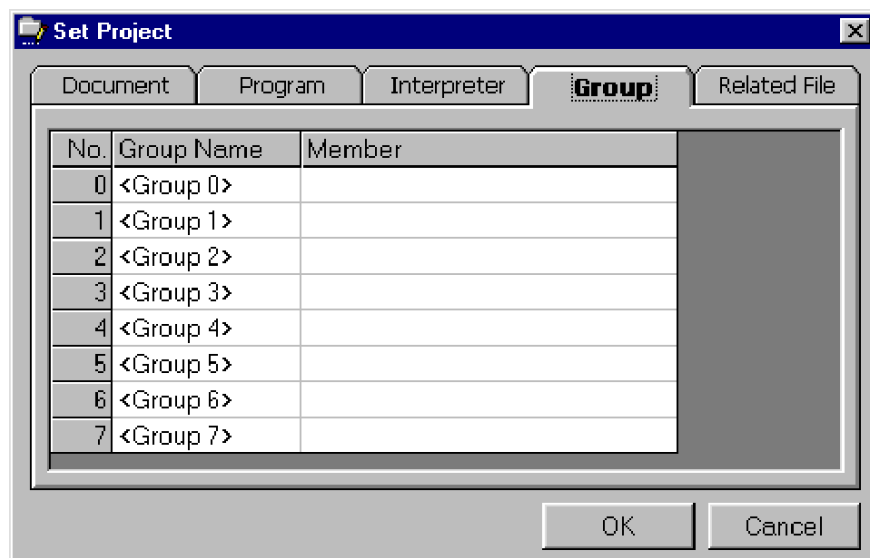 Set Project
Document Program Interpreter Group Related File
No. Group Name Member
0 <Group 0>
1 <Group 1>
2 <Group 2>
3 <Group 3>
4 <Group 4>
5 <Group 5>
6 <Group 6>
7 <Group 7>
OK Cancel